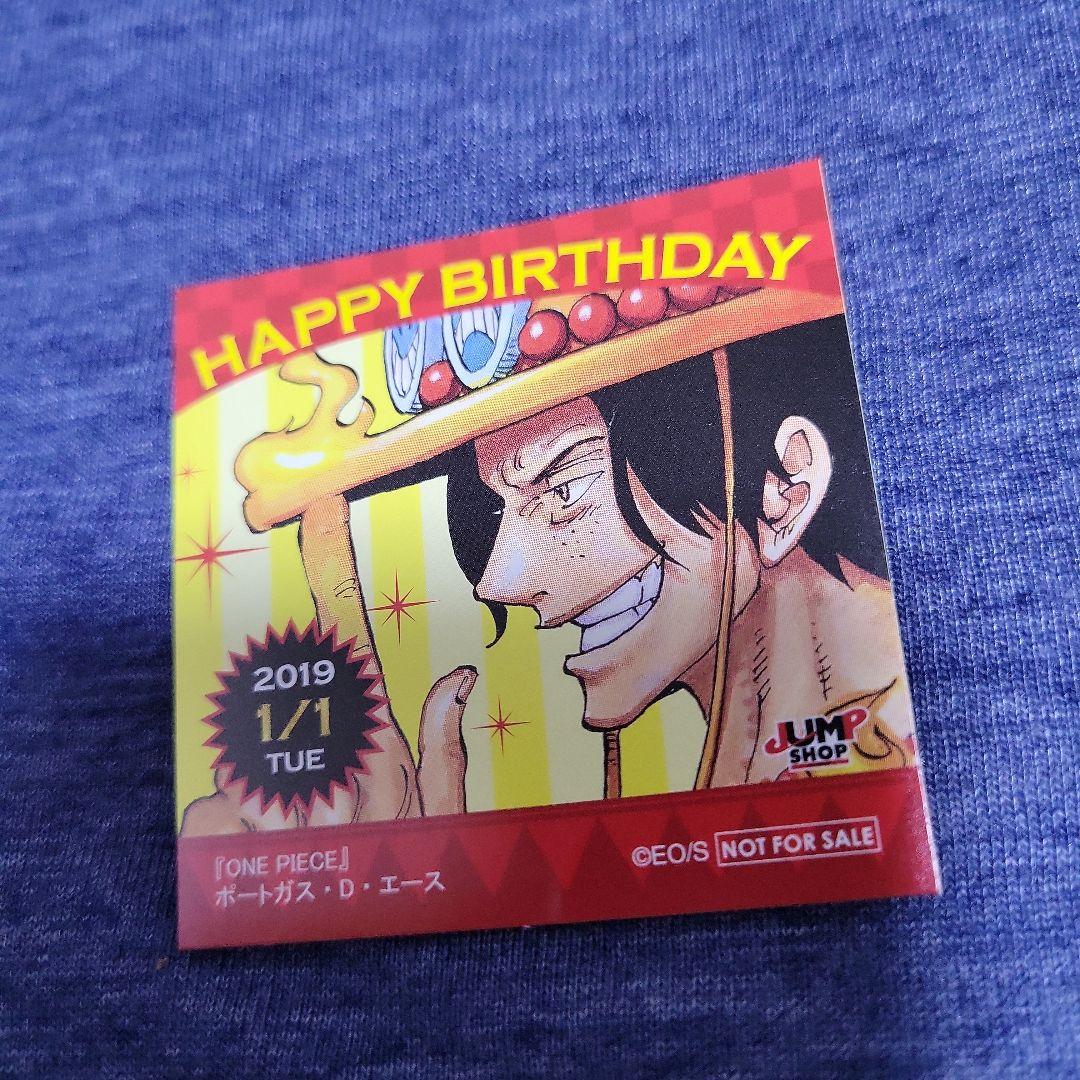 HAPPY BIRTHDAY
2019
1/1
TUE
JUMP
SHOP
『ONE PIECE』
ポートガス・D・エース
©EO/S NOT FOR SALE